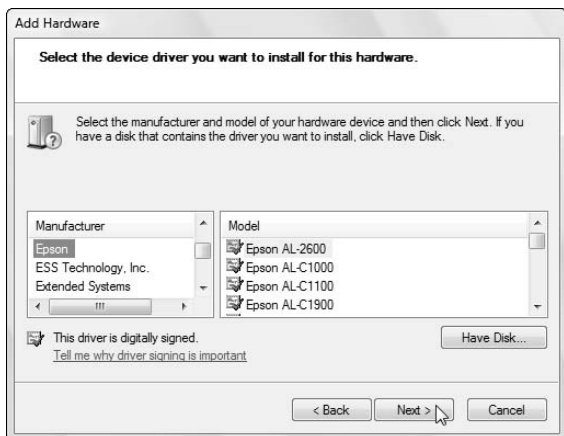 Add Hardware
Select the device driver you want to install for this hardware.
Select the manufacturer and model of your hardware device and then click Next. If you
have a disk that contains the driver you want to install, click Have Disk.
Manufacturer
Epson
ESS Technology, Inc.
Extended Systems
Model
Epson AL-2600
Epson AL-C1000
Epson AL-C1100
Epson AL-C1900
This driver is digitally signed.
Tell me why driver signing is important
Have Disk...
< Back
Next >
Cancel